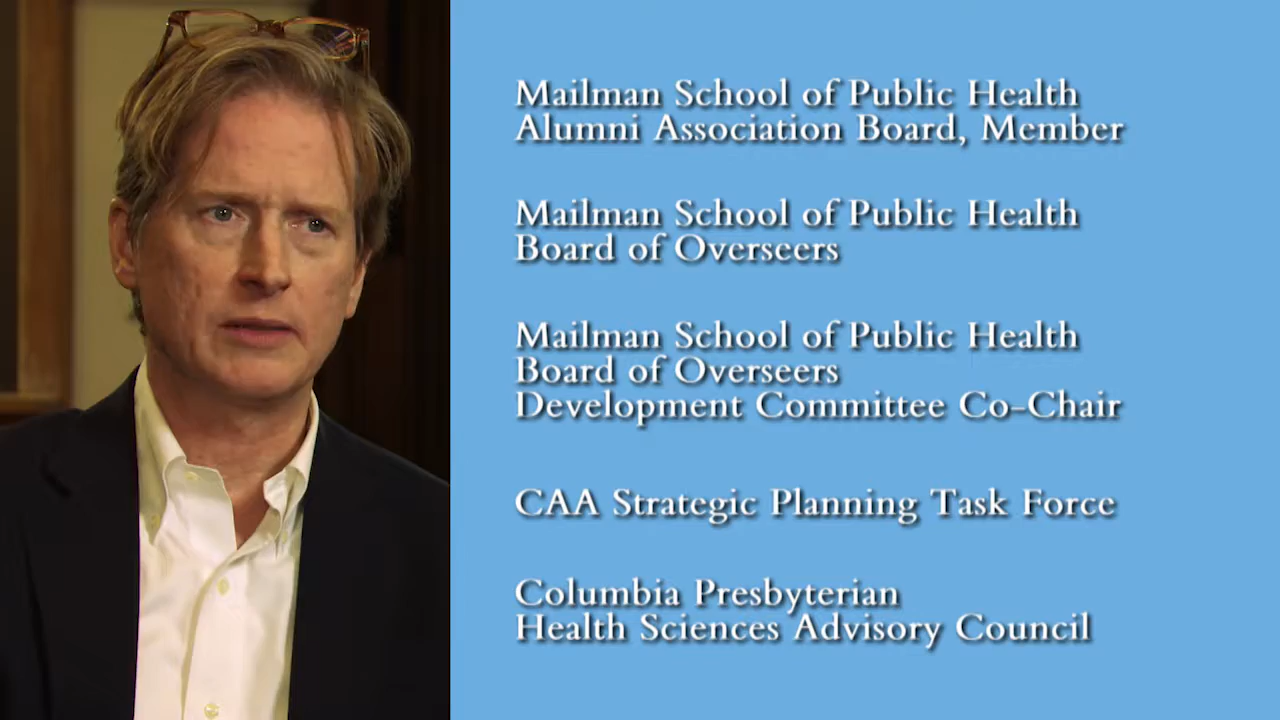 Mailman School of Public Health
Alumni Association Board, Member
Mailman School of Public Health
Board of Overseers
Mailman School of Public Health
Board of Overseers
Development Committee Co-Chair
CAA Strategic Planning Task Force
Columbia Presbyterian
Health Sciences Advisory Council